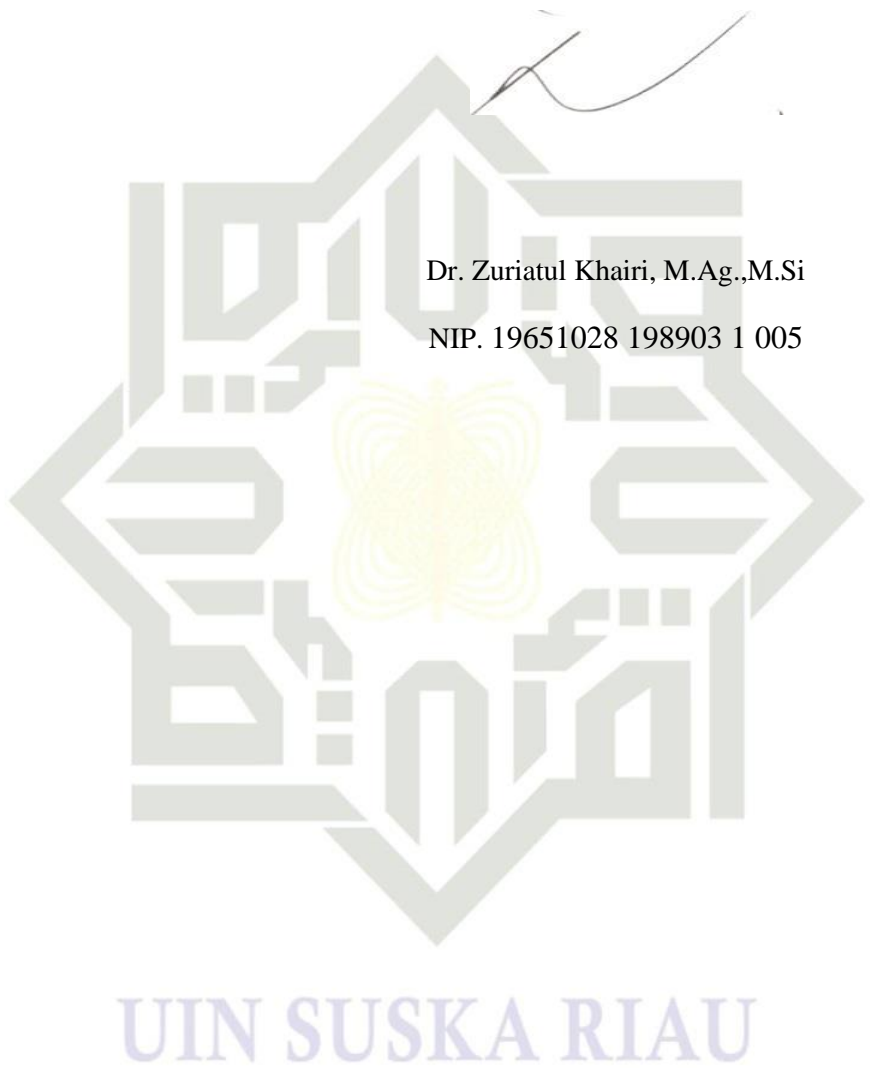 Dr. Zuriatul Khairi, M.Ag.,M.Si
NIP. 19651028 198903 1 005
UIN SUSKA RIAU